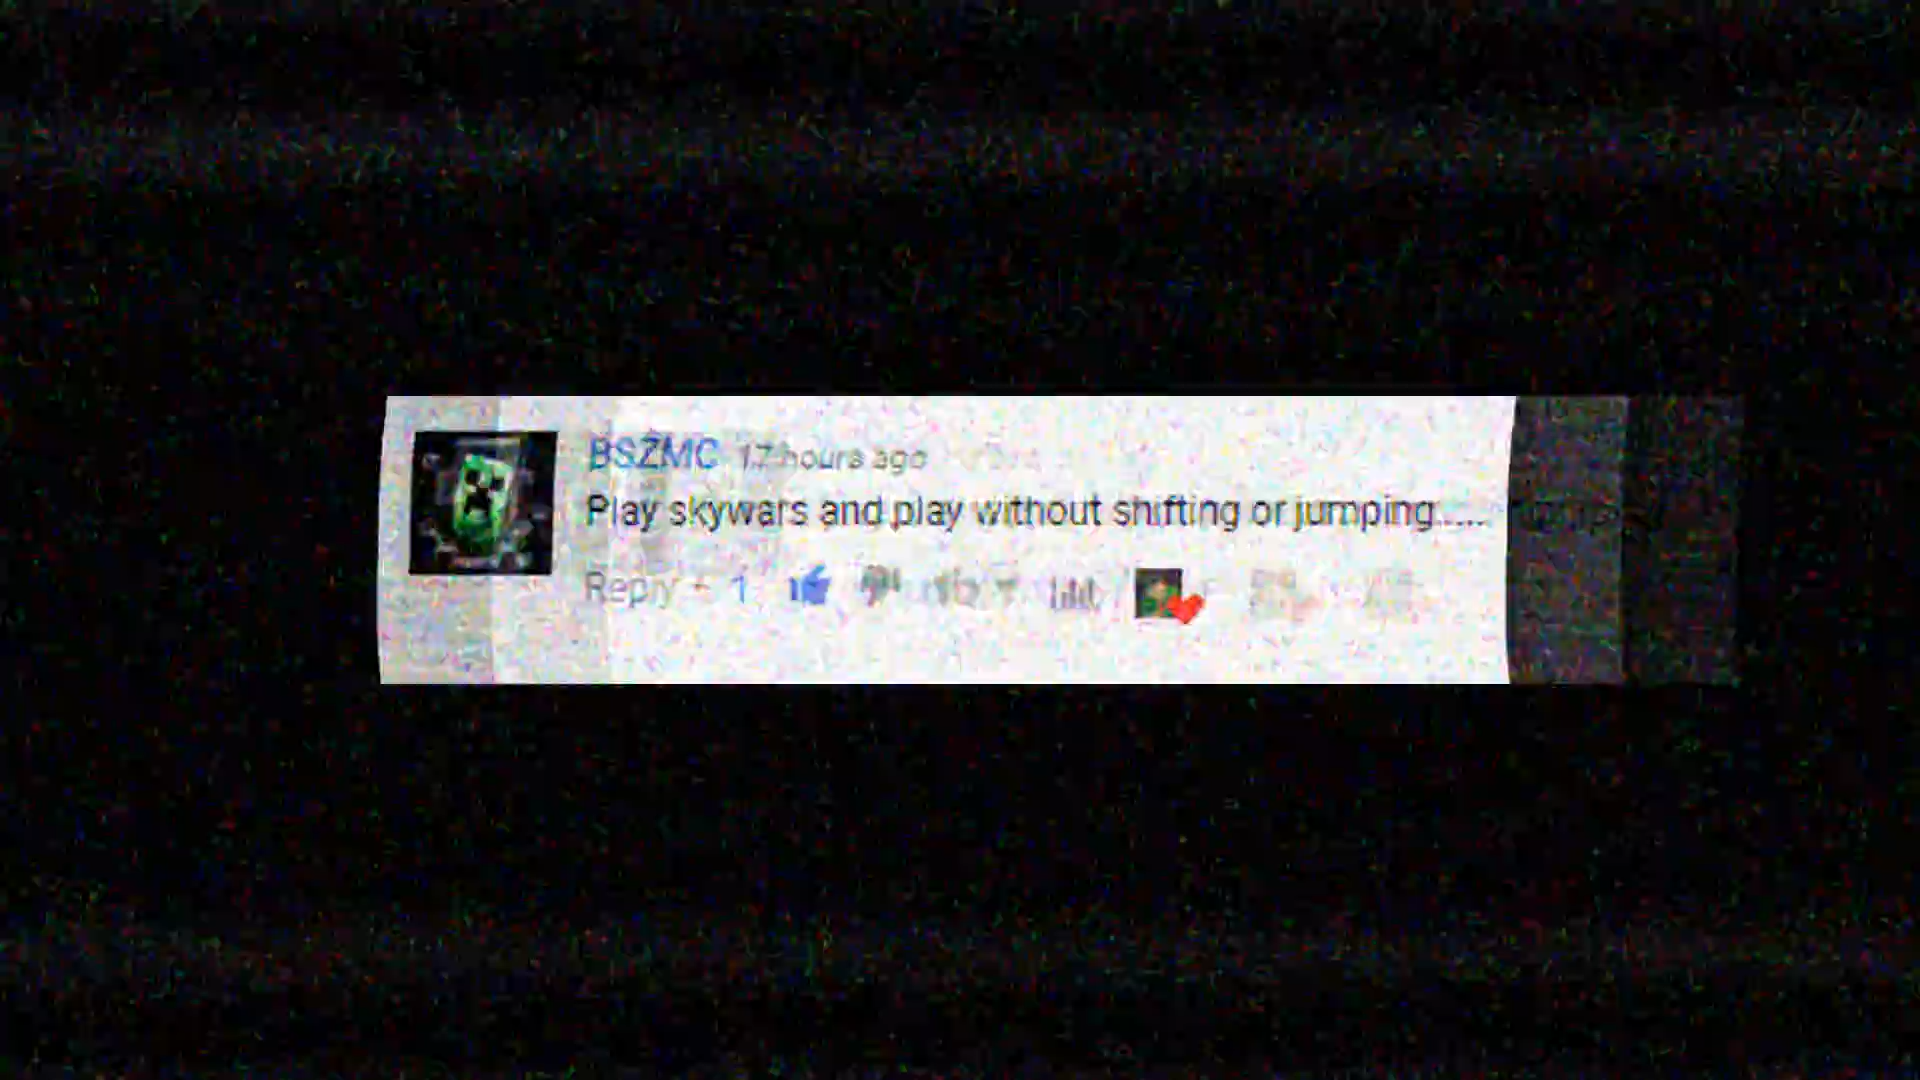 BSZMC 17 hours ago
Play skywars and play without shifting or jumping.....
Reply 1